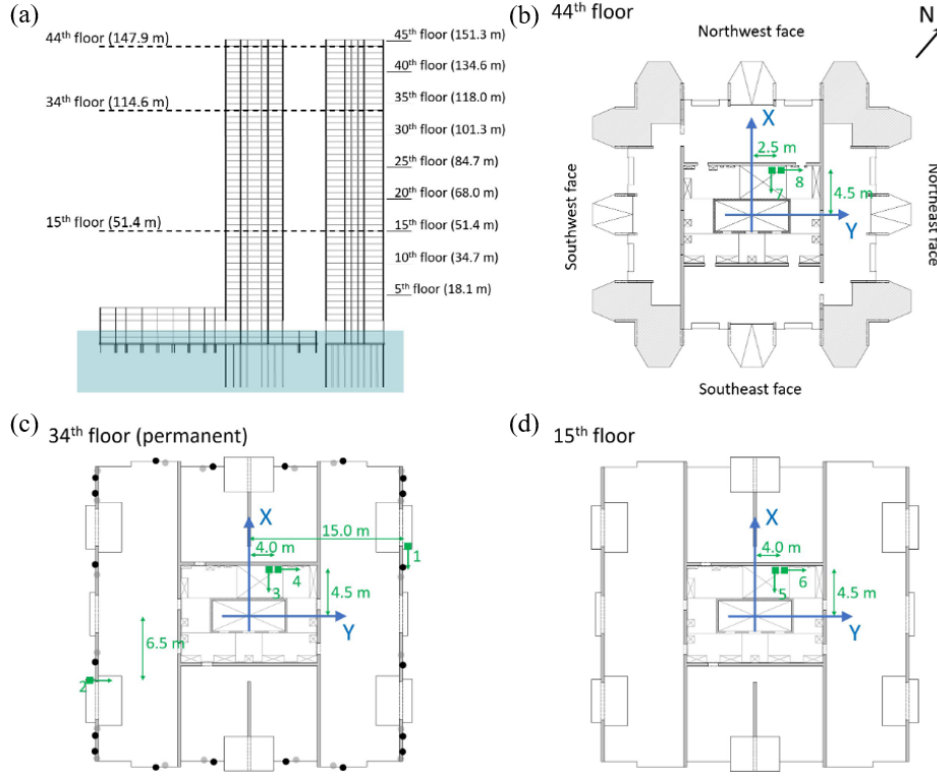 (a)
44th floor (147.9 m)
34th floor (114.6 m)
15th floor (51.4 m)
45th floor (151.3 m)
40th floor (134.6 m)
35th floor (118.0 m)
30th floor (101.3 m)
25th floor (84.7 m)
20th floor (68.0 m)
15th floor (51.4 m)
10th floor (34.7 m)
5th floor (18.1 m)
(b)
44th floor
N
Northwest face
Southwest face
Northeast face
Southeast face
X
2.5 m
8
7
4.5 m
Y
(c)
34th floor (permanent)
X
15.0 m
1
4.0 m
4
3
4.5 m
Y
6.5 m
2
(d)
15th floor
X
4.0 m
6
5
4.5 m
Y